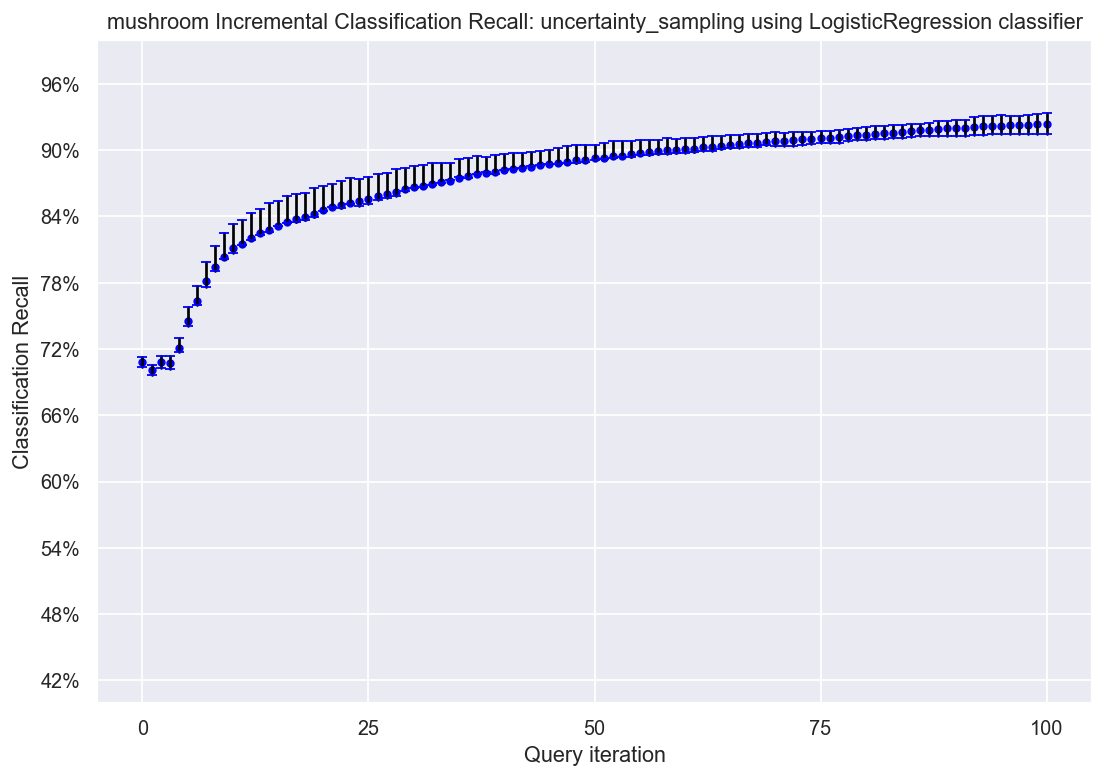 mushroom Incremental Classification Recall: uncertainty_sampling using LogisticRegression classifier
96%
90%
84%
78%
72%
66%
60%
54%
48%
42%
Classification Recall
0 25 50 75 100
Query iteration